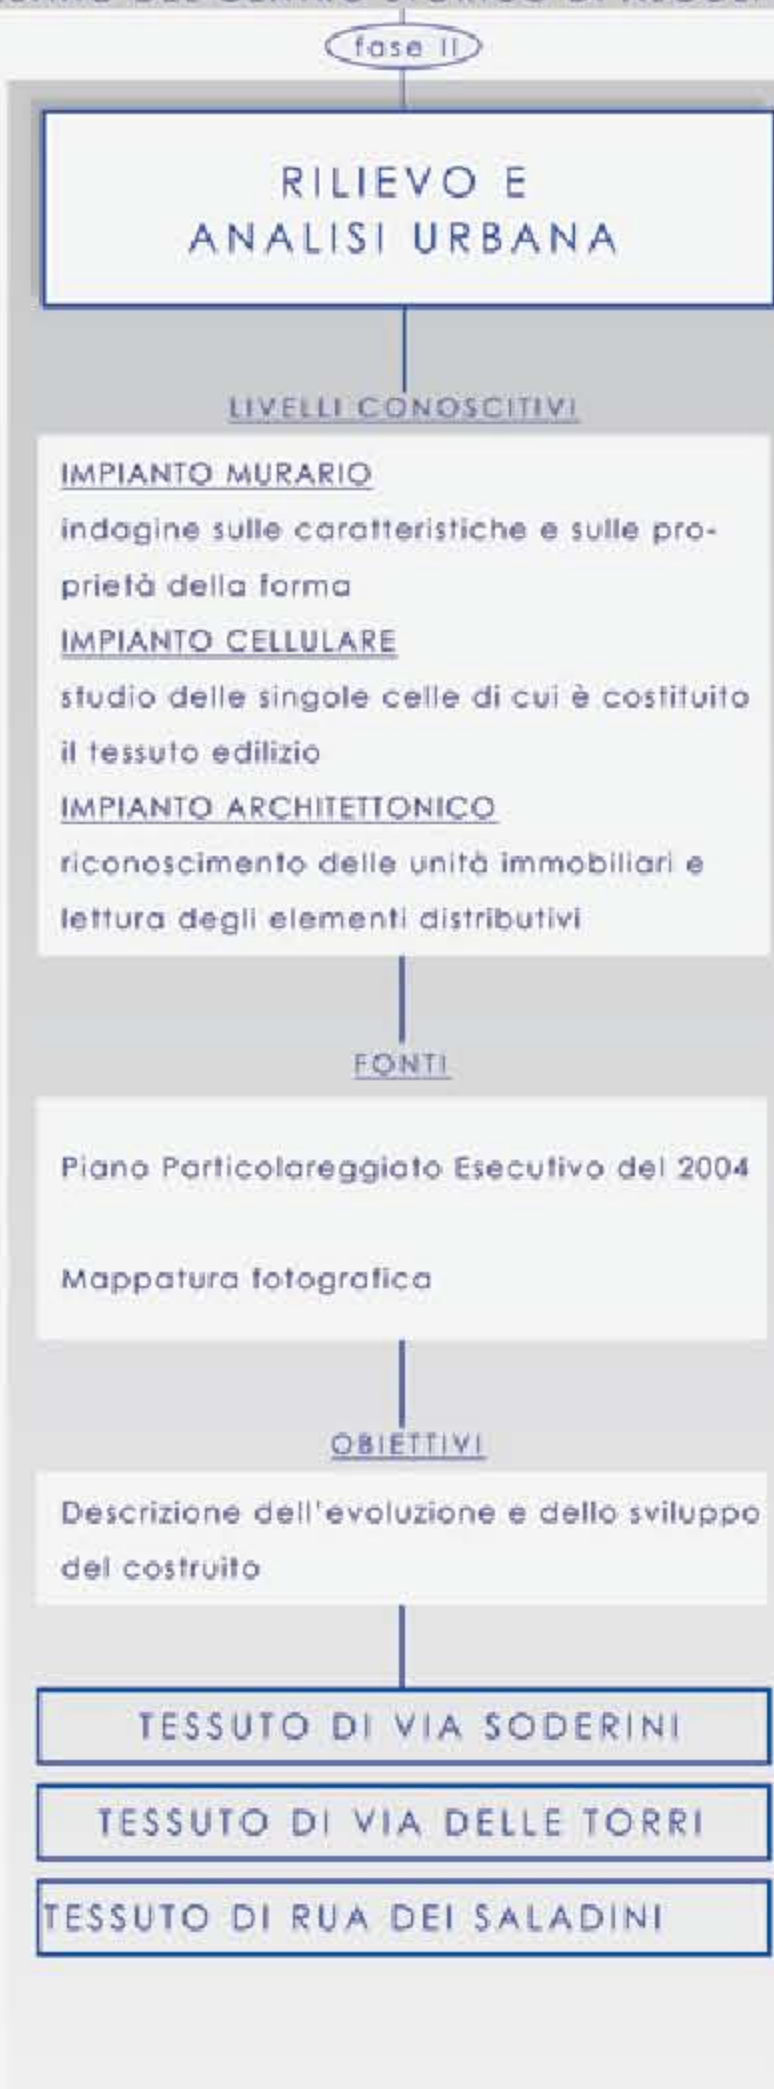 fase II
RILIEVO E
ANALISI URBANA
LIVELLI CONOSCITIVI
IMPIANTO MURARIO
indagine sulle caratteristiche e sulle pro-
prietà della forma
IMPIANTO CELLULARE
studio delle singole celle di cui è costituito
il tessuto edilizio
IMPIANTO ARCHITETTONICO
riconoscimento delle unità immobiliari e
lettura degli elementi distributivi
FONTI
Piano Particolareggiato Esecutivo del 2004
Mappatura fotografica
OBIETTIVI
Descrizione dell'evoluzione e dello sviluppo
del costruito
TESSUTO DI VIA SODERINI
TESSUTO DI VIA DELLE TORRI
TESSUTO DI RUA DEI SALADINI